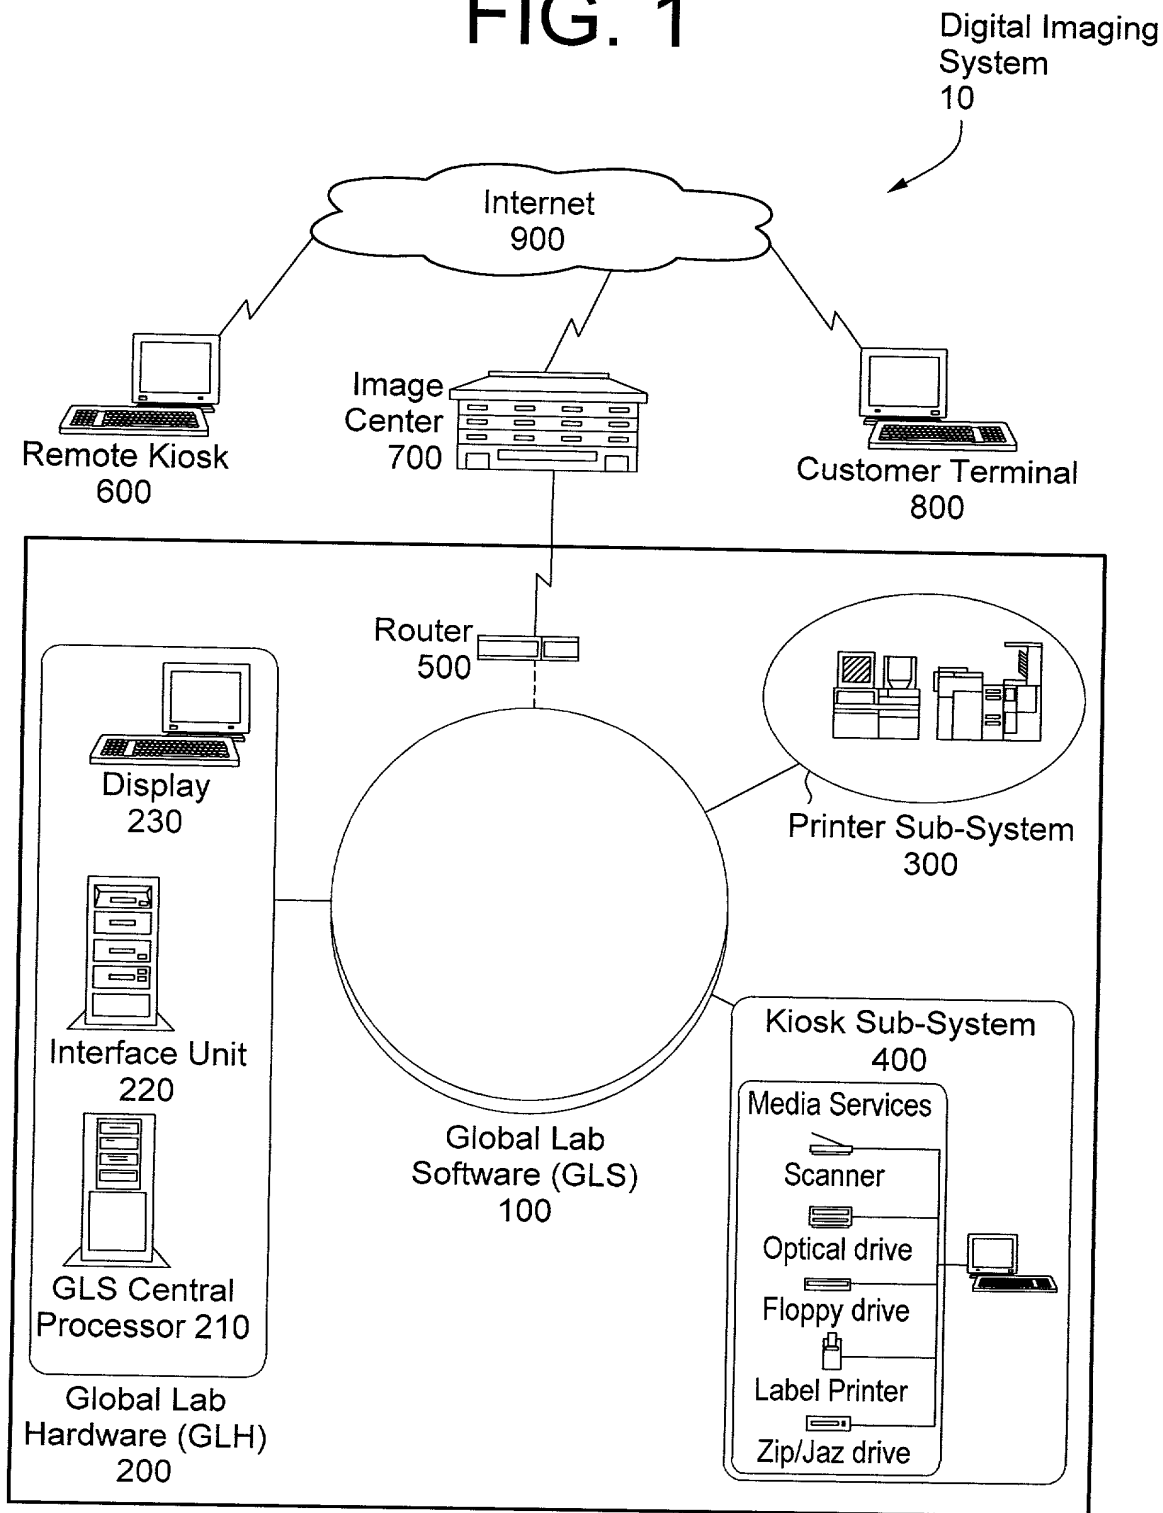 FIG. 1
Digital Imaging
System
10
Internet
900
Remote Kiosk
600
Image
Center
700
Customer Terminal
800
Router
500
Display
230
Interface Unit
220
GLS Central
Processor 210
Global Lab
Hardware (GLH)
200
Global Lab
Software (GLS)
100
Printer Sub-System
300
Kiosk Sub-System
400
Media Services
Scanner
Optical drive
Floppy drive
Label Printer
Zip/Jaz drive